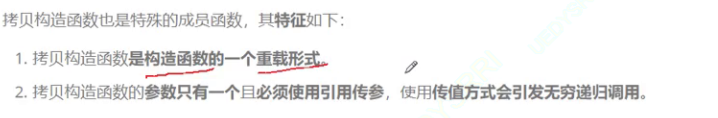 拷贝构造函数也是特殊的成员函数，其特征如下：
1. 拷贝构造函数是构造函数的一个重载形式。
2. 拷贝构造函数的参数只有一个且必须使用引用传参，使用传值方式会引发无穷递归调用。